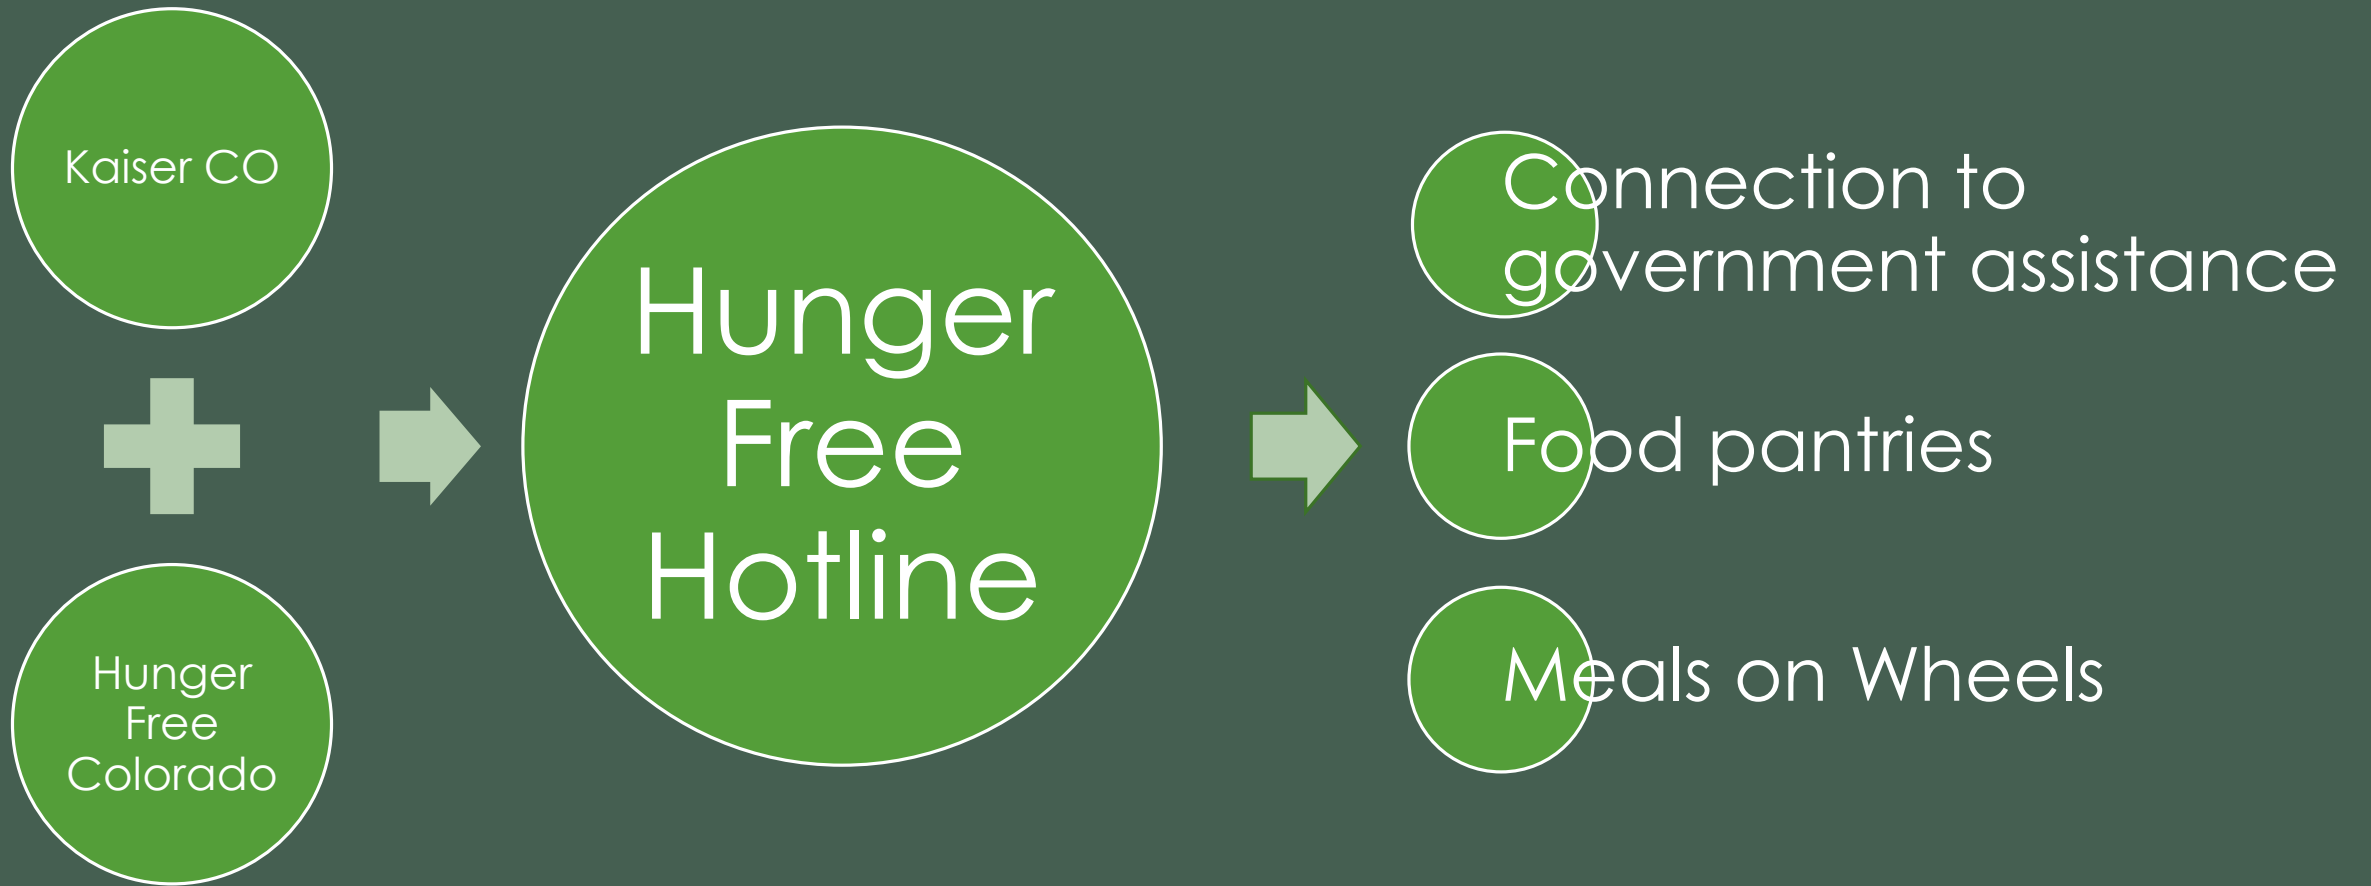 Kaiser CO
Hunger
Free
Colorado
Hunger
Free
Hotline
Connection to
government assistance
Food pantries
Meals on Wheels